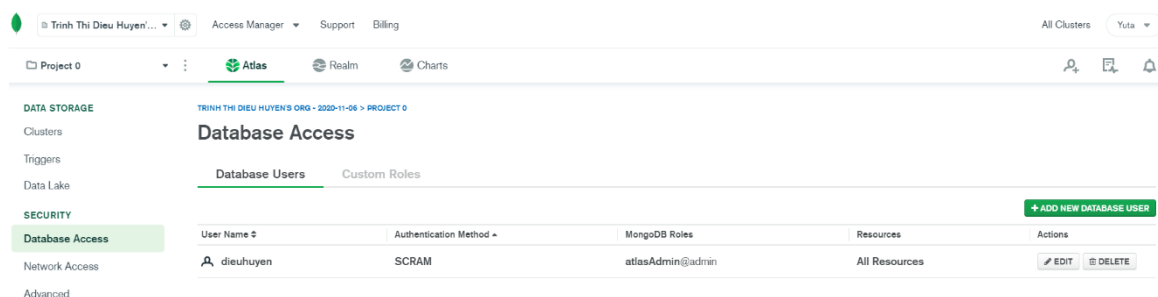 Trinh Thi Dieu Huyen'... Access Manager Support Billing All Clusters Yuta
Project 0 Atlas Realm Charts
DATA STORAGE
Clusters
Triggers
Data Lake
SECURITY
Database Access
Network Access
Advanced
TRINH THI DIEU HUYEN'S ORG - 2020-11-06 > PROJECT 0
Database Access
Database Users Custom Roles
+ ADD NEW DATABASE USER
User Name Authentication Method MongoDB Roles Resources Actions
dieuhuyen SCRAM atlasAdmin@admin All Resources EDIT DELETE